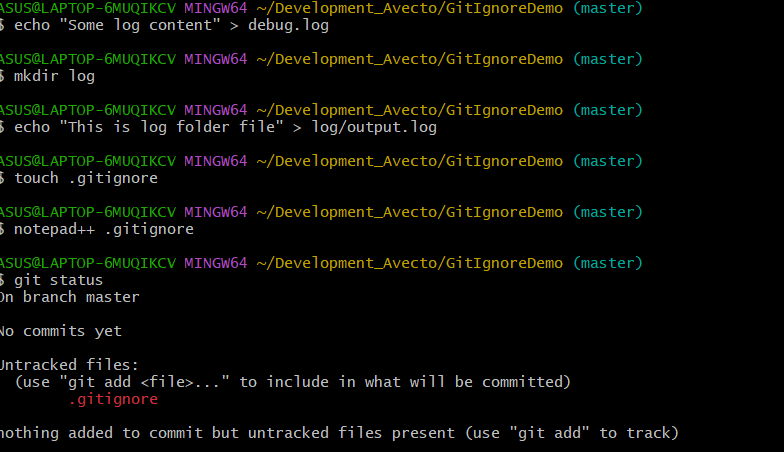 ASUS@LAPTOP-6MUQIKCV MINGW64 ~/Development_Avecto/GitIgnoreDemo (master)
$ echo "Some log content" > debug.log
ASUS@LAPTOP-6MUQIKCV MINGW64 ~/Development_Avecto/GitIgnoreDemo (master)
$ mkdir log
ASUS@LAPTOP-6MUQIKCV MINGW64 ~/Development_Avecto/GitIgnoreDemo (master)
$ echo "This is log folder file" > log/output.log
ASUS@LAPTOP-6MUQIKCV MINGW64 ~/Development_Avecto/GitIgnoreDemo (master)
$ touch .gitignore
ASUS@LAPTOP-6MUQIKCV MINGW64 ~/Development_Avecto/GitIgnoreDemo (master)
$ notepad++ .gitignore
ASUS@LAPTOP-6MUQIKCV MINGW64 ~/Development_Avecto/GitIgnoreDemo (master)
$ git status
On branch master
No commits yet
Untracked files:
  (use "git add <file>..." to include in what will be committed)
        .gitignore
nothing added to commit but untracked files present (use "git add" to track)